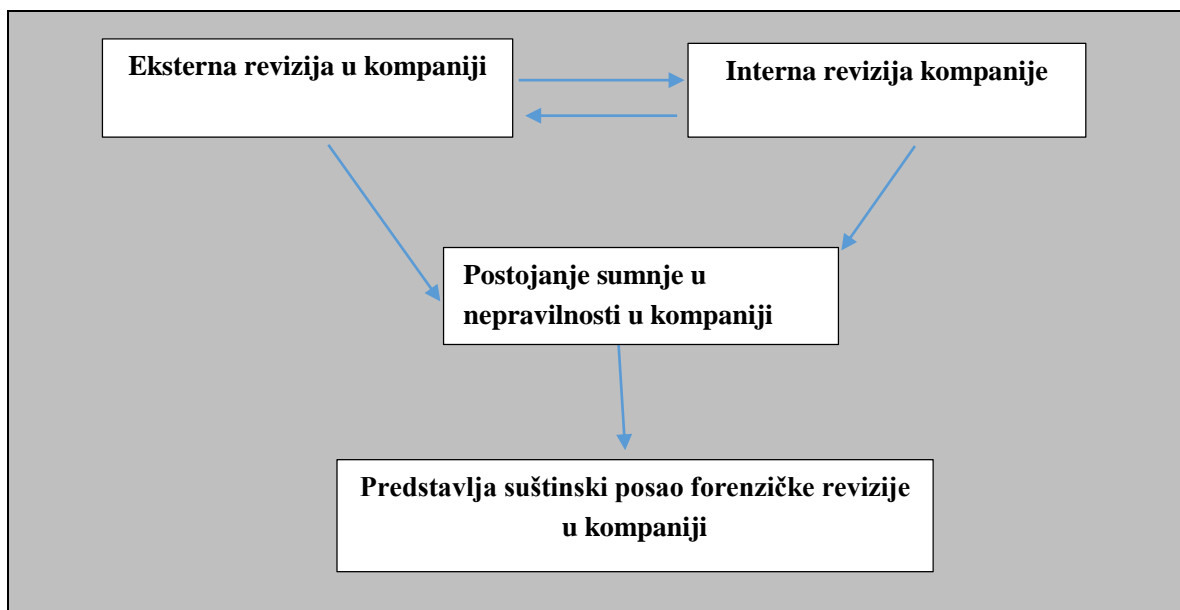 Eksterna revizija u kompaniji
Interna revizija kompanije
Postojanje sumnje u
nepravilnosti u kompaniji
Predstavlja suštinski posao forenzičke revizije
u kompaniji